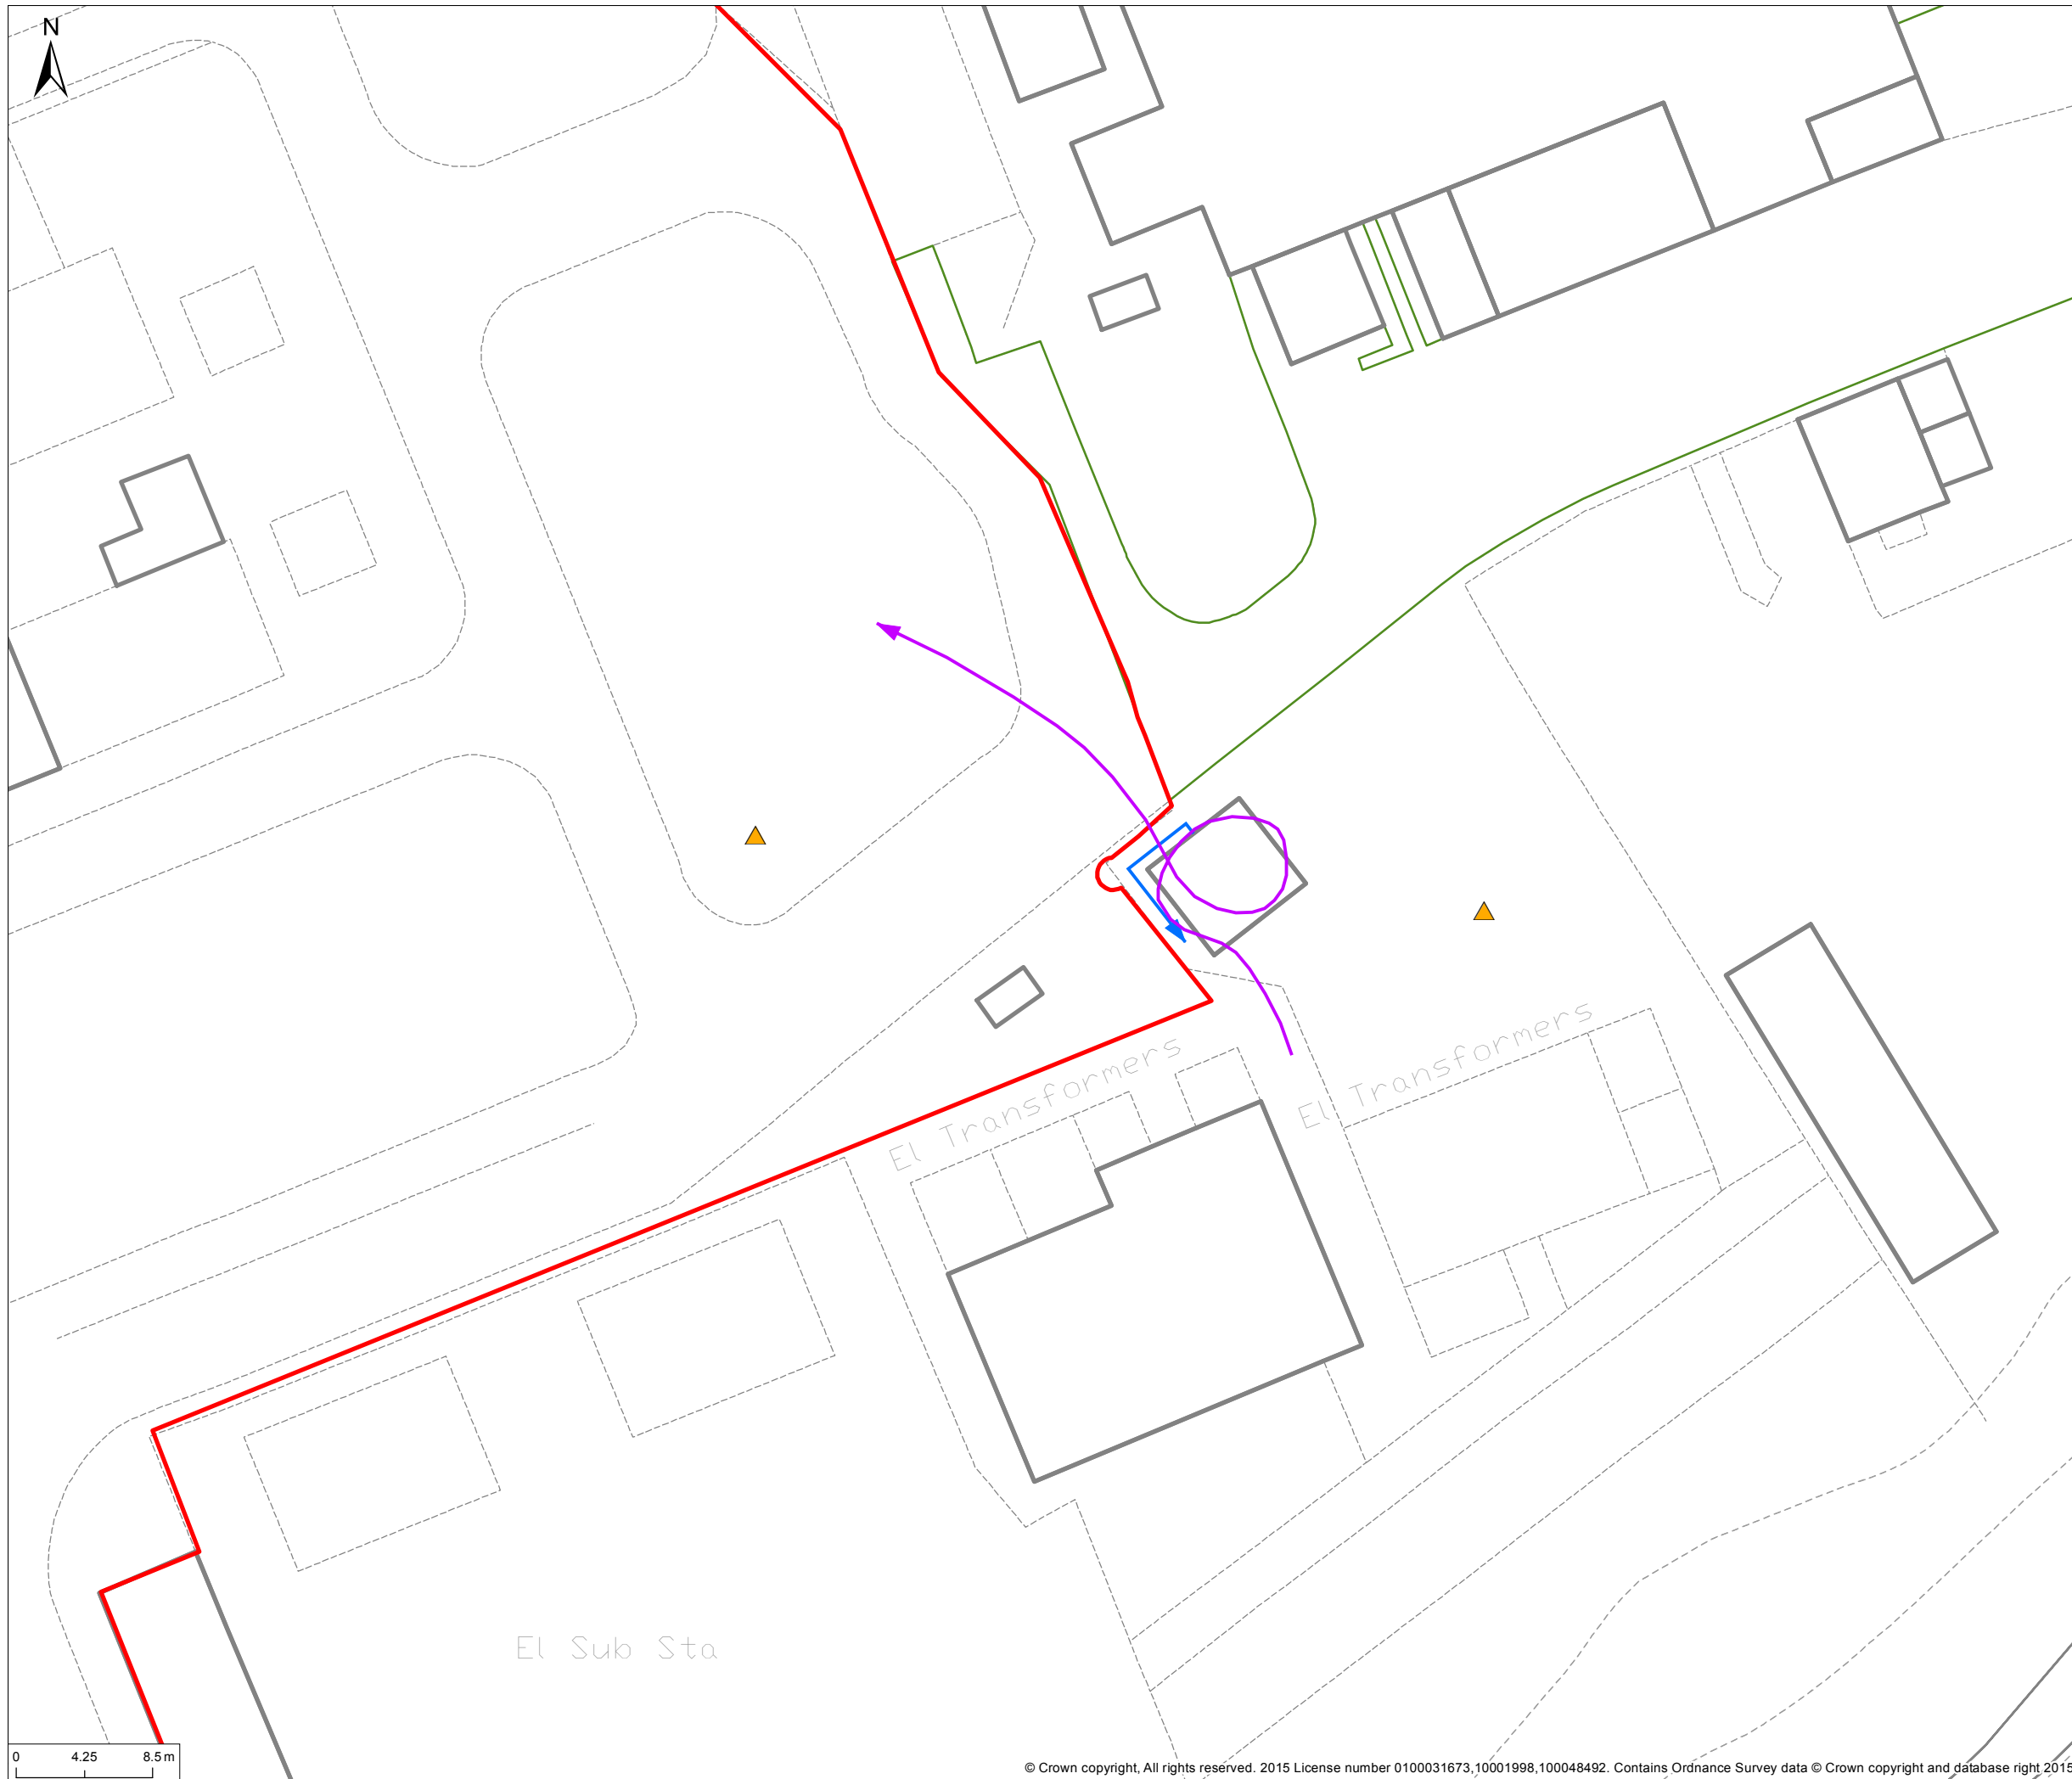 N
El Transformers
El Transformers
El Sub Sta
0 4.25 8.5 m
© Crown copyright, All rights reserved. 2015 License number 0100031673,10001998,100048492. Contains Ordnance Survey data © Crown copyright and database right 2015